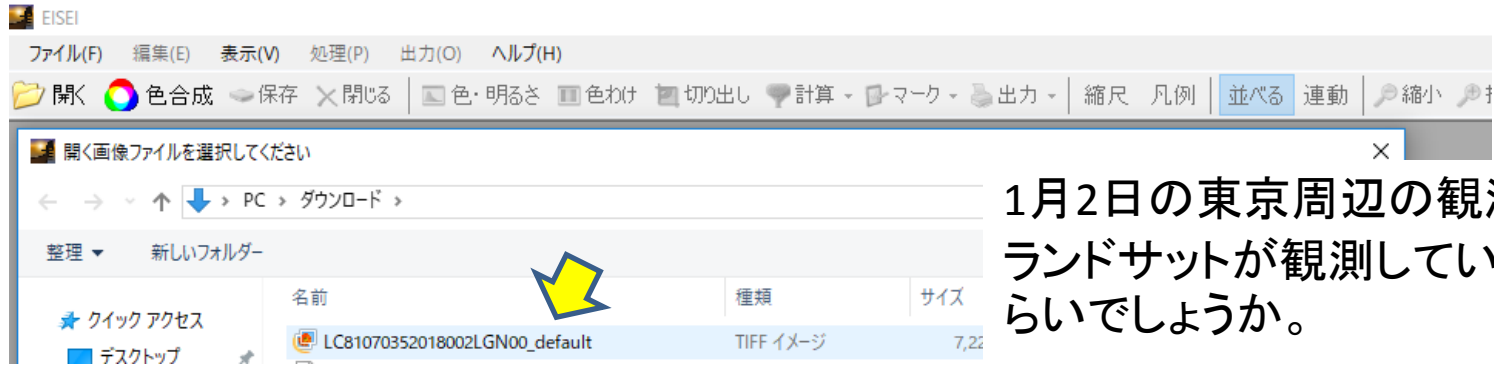 EISEI
ファイル(F) 編集(E) 表示(V) 処理(P) 出力(O) ヘルプ(H)
開く 色合成 保存 閉じる 色・明るさ 色わけ 切り出し 計算 マーク 出力 縮尺 凡例 並べる 連動 縮小
開く画像ファイルを選択してください
PC › ダウンロード ›
整理 新しいフォルダー
1月2日の東京周辺の観
ランドサットが観測してい
らいでしょうか。
名前 種類 サイズ
クイック アクセス
LC81070352018002LGN00_default TIFF イメージ 7,22
デスクトップ